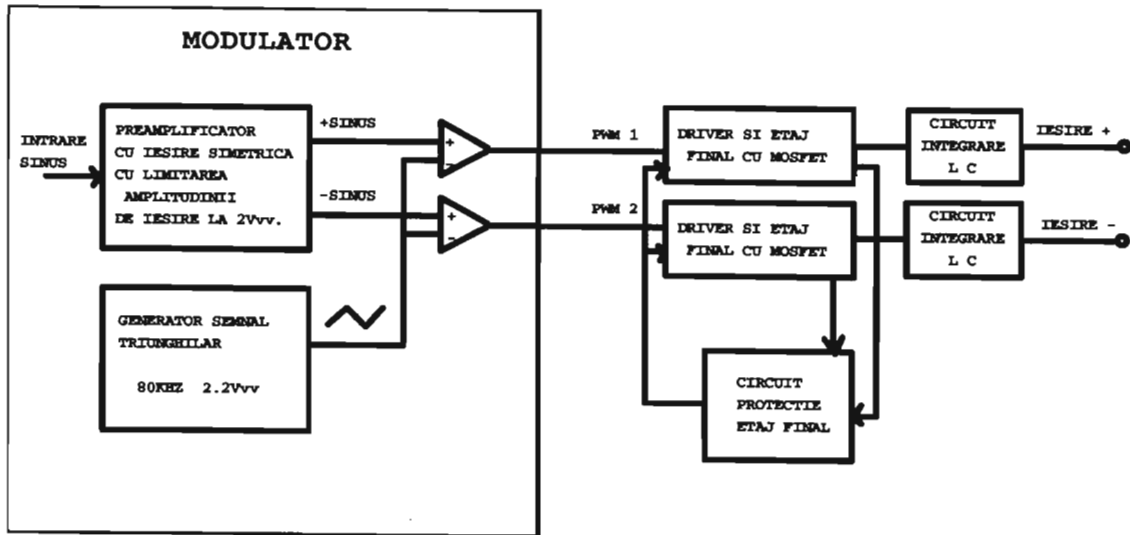 MODULATOR
INTRARE
SINUS
PREAMPLIFICATOR
CU IESIRE SIMETRICA
CU LIMITAREA
AMPLITUDINII
DE IESIRE LA 2Vvv.
+SINUS
-SINUS
+
-
+
-
GENERATOR SEMNAL
TRIUNGHILAR
80KHZ 2.2Vvv
PWM 1
PWM 2
DRIVER SI ETAJ
FINAL CU MOSFET
DRIVER SI ETAJ
FINAL CU MOSFET
CIRCUIT
INTEGRARE
L C
CIRCUIT
INTEGRARE
L C
IESIRE +
IESIRE -
CIRCUIT
PROTECTIE
ETAJ FINAL